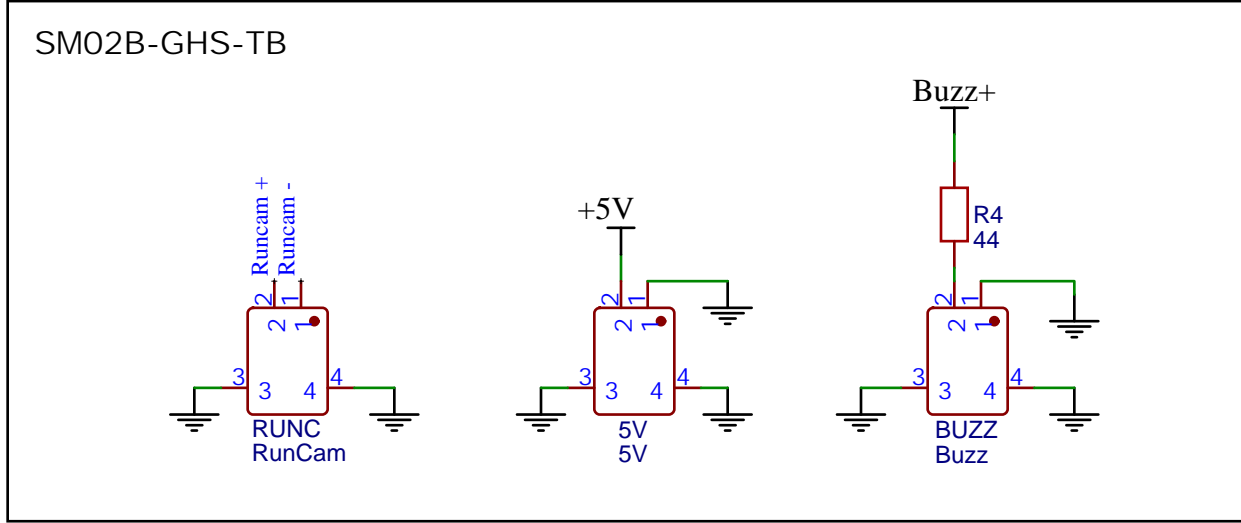 SM02B-GHS-TB
Buzz+
Runcam +
Runcam -
+5V
R4
44
2 1
2 1
3 3 4 4
RUNC
RunCam
2 1
2 1
3 3 4 4
5V
5V
2 1
2 1
3 3 4 4
BUZZ
Buzz